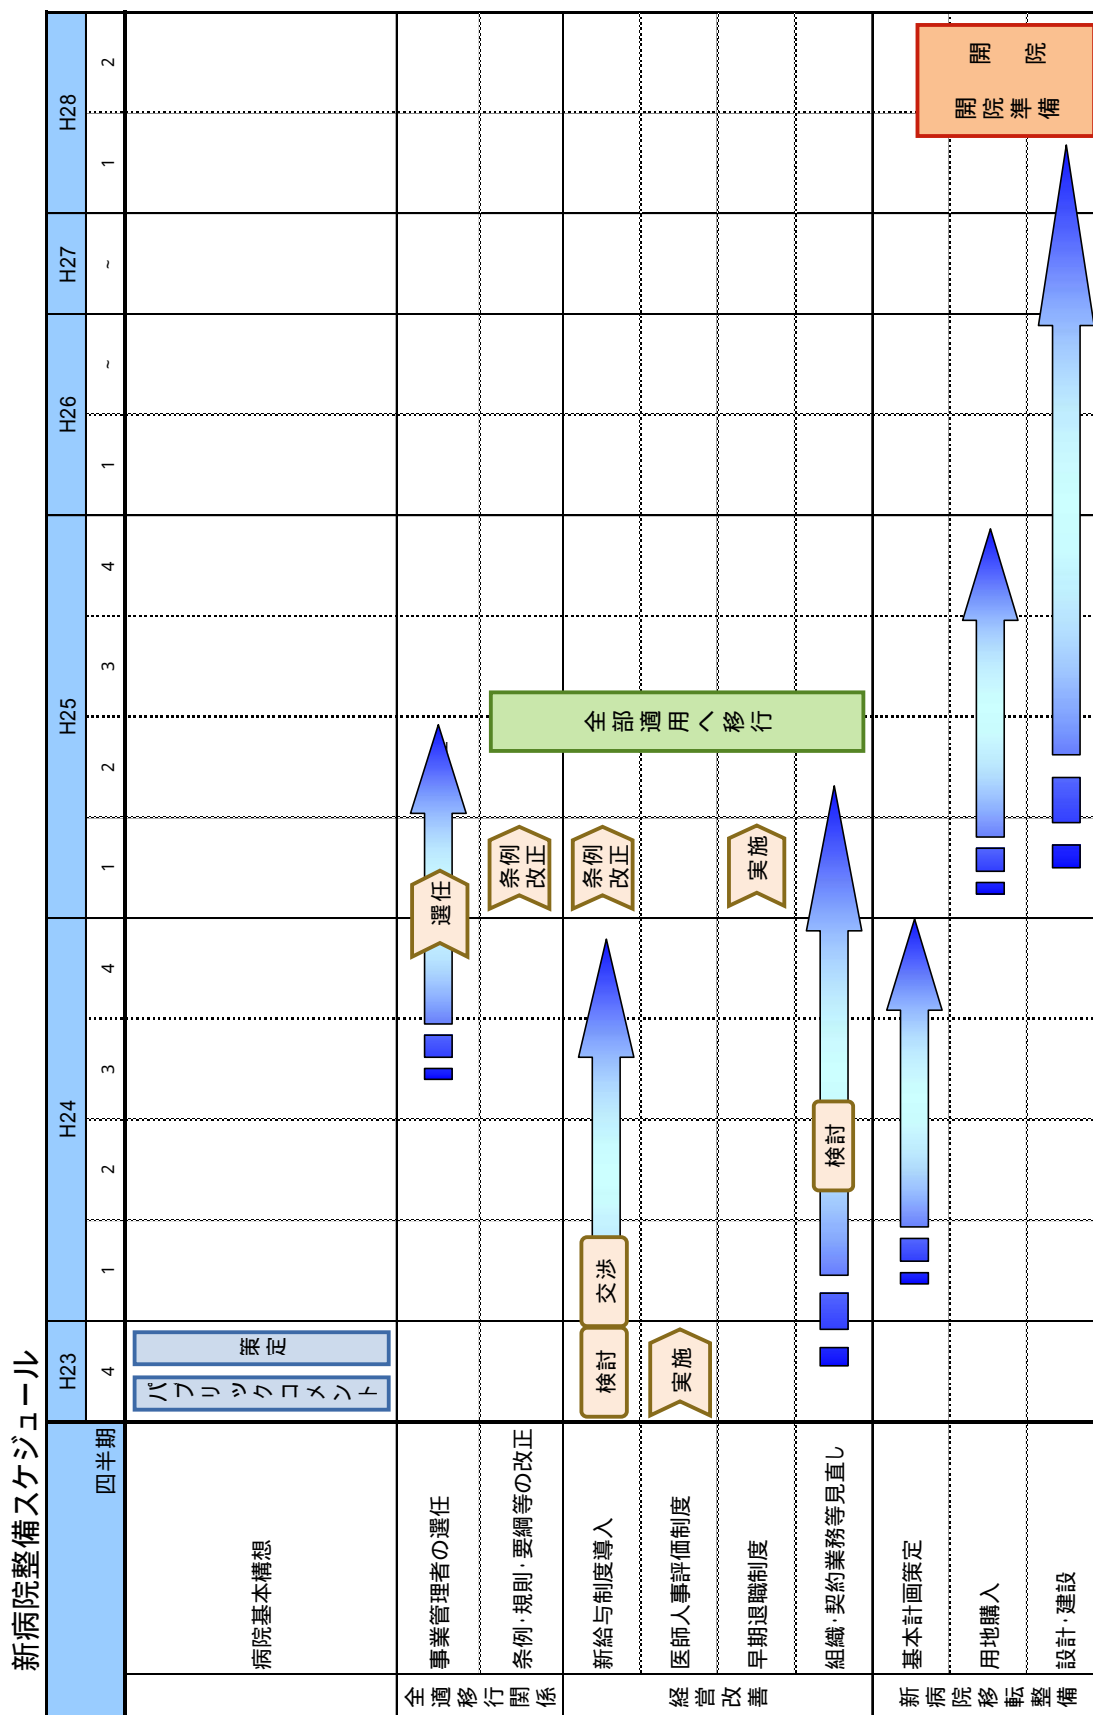 新病院整備スケジュール
H23
H24
H25
H26
H27
H28
四半期
4
1
2
3
4
1
2
3
4
1
~
~
1
2
病院基本構想
パブリックコメント
策定
全適移行関係
事業管理者の選任
選任
条例・規則・要綱等の改正
条例
改正
全部適用へ移行
経営改善
新給与制度導入
検討
交渉
条例
改正
医師人事評価制度
実施
早期退職制度
実施
組織・契約業務等見直し
検討
新病院移転整備
基本計画策定
用地購入
設計・建設
開院準備
開院